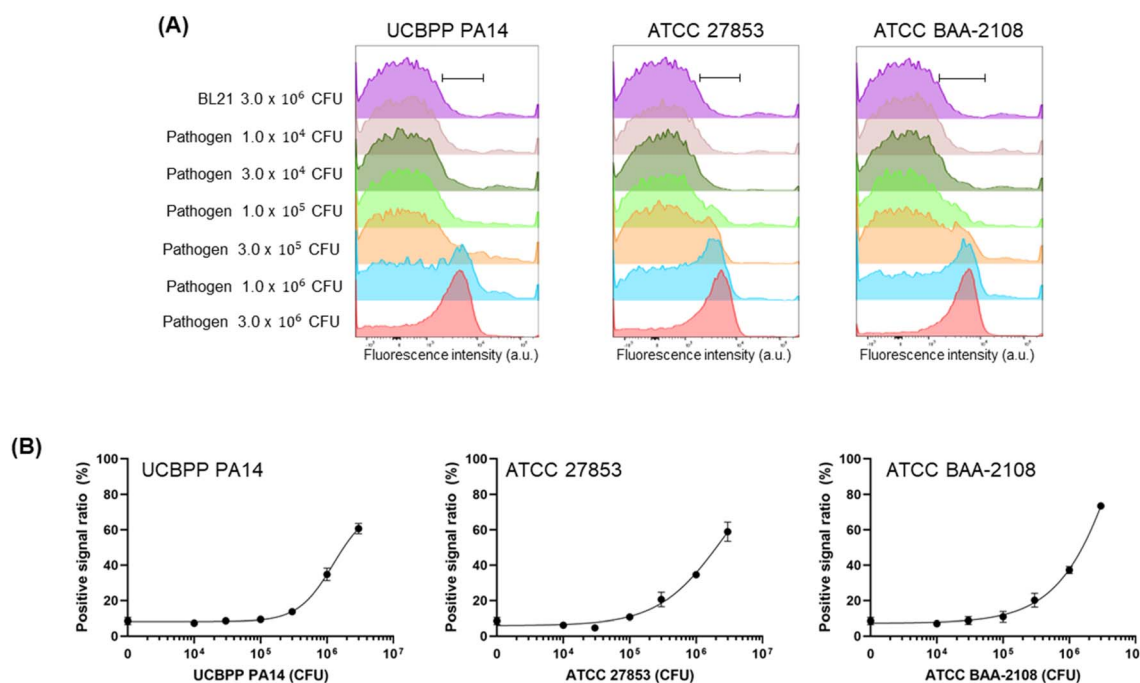 (A)
UCBPP PA14
ATCC 27853
ATCC BAA-2108
BL21 3.0 x 10⁶ CFU
Pathogen 1.0 x 10⁴ CFU
Pathogen 3.0 x 10⁴ CFU
Pathogen 1.0 x 10⁵ CFU
Pathogen 3.0 x 10⁵ CFU
Pathogen 1.0 x 10⁶ CFU
Pathogen 3.0 x 10⁶ CFU
Fluorescence intensity (a.u.)
Fluorescence intensity (a.u.)
Fluorescence intensity (a.u.)
(B)
UCBPP PA14
Positive signal ratio (%)
100
80
60
40
20
0
0 10⁴ 10⁵ 10⁶ 10⁷
UCBPP PA14 (CFU)
ATCC 27853
Positive signal ratio (%)
100
80
60
40
20
0
0 10⁴ 10⁵ 10⁶ 10⁷
ATCC 27853 (CFU)
ATCC BAA-2108
Positive signal ratio (%)
100
80
60
40
20
0
0 10⁴ 10⁵ 10⁶ 10
ATCC BAA-2108 (CFU)